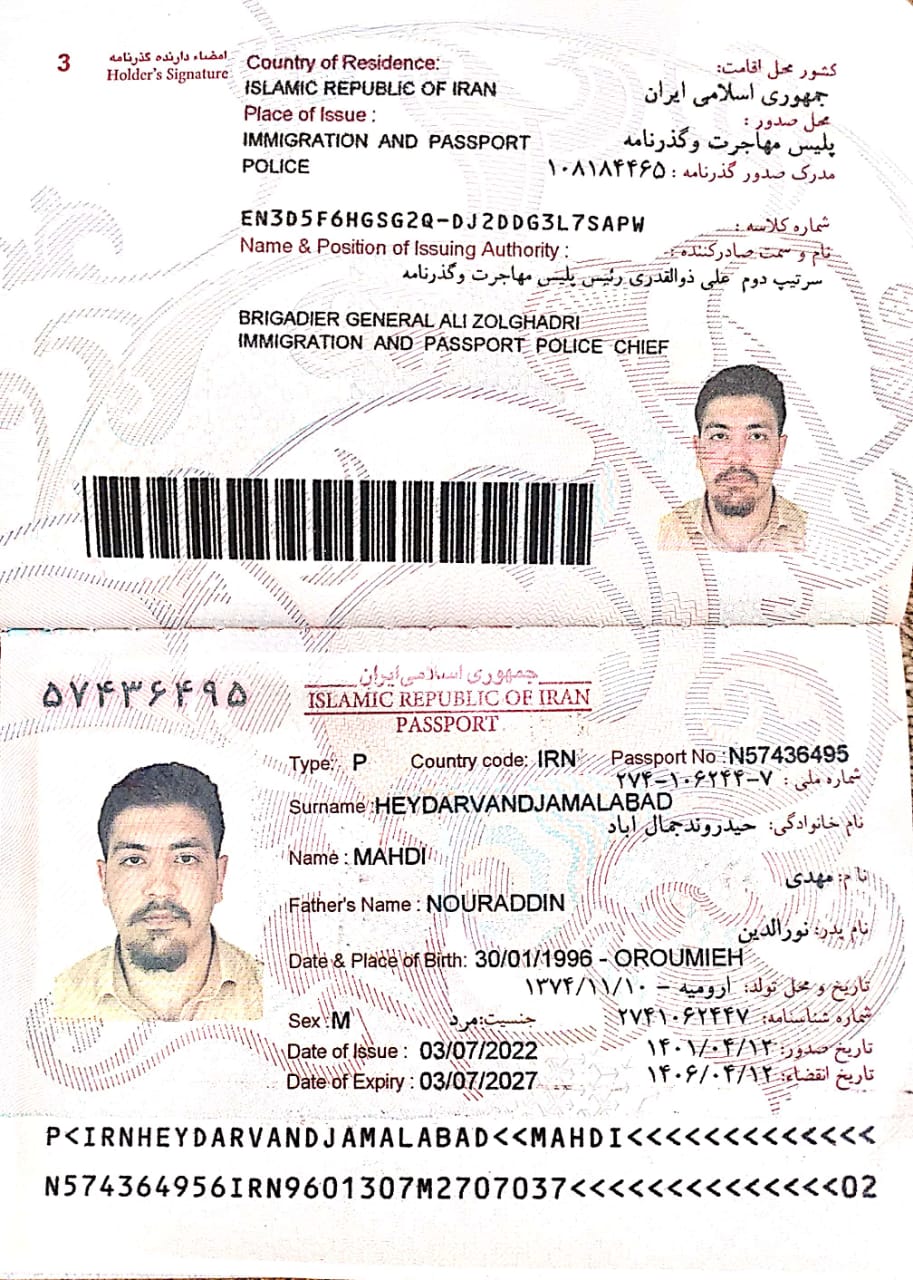 3
امضاء دارنده گذرنامه
Holder's Signature
Country of Residence: کشور محل اقامت:
ISLAMIC REPUBLIC OF IRAN جمهوری اسلامی ایران
Place of Issue : محل صدور :
IMMIGRATION AND PASSPORT POLICE پلیس مهاجرت وگذرنامه
مدرک صدور گذرنامه : ۱۰۸۱۸۴۴۶۵
EN3D5F6HGSG2Q-DJ2DDG3L7SAPW شماره کلاسه :
Name & Position of Issuing Authority : نام و سمت صادرکننده :
سرتیپ دوم علی ذوالقدری رئیس پلیس مهاجرت وگذرنامه
BRIGADIER GENERAL ALI ZOLGHADRI
IMMIGRATION AND PASSPORT POLICE CHIEF
۵۷۴۳۶۴۹۵
جمهوری اسلامی ایران
ISLAMIC REPUBLIC OF IRAN
PASSPORT
Type: P Country code: IRN Passport No : N57436495
شماره ملی : ۲۷۴-۱۰۶۲۴۴-۷
Surname : HEYDARVANDJAMALABAD
نام خانوادگی: حیدروندجمال اباد
Name : MAHDI
نام: مهدی
Father's Name : NOURADDIN
نام پدر: نورالدین
Date & Place of Birth: 30/01/1996 - OROUMIEH
تاریخ و محل تولد: ارومیه - ۱۳۷۴/۱۱/۱۰
Sex : M جنسیت: مرد شماره شناسنامه: ۲۷۴۱۰۶۲۴۴۷
Date of Issue : 03/07/2022 تاریخ صدور: ۱۴۰۱/۰۴/۱۲
Date of Expiry : 03/07/2027 تاریخ انقضاء: ۱۴۰۶/۰۴/۱۲
P<IRNHEYDARVANDJAMALABAD<<MAHDI<<<<<<<<<<<<<
N574364956IRN9601307M2707037<<<<<<<<<<<<<<02